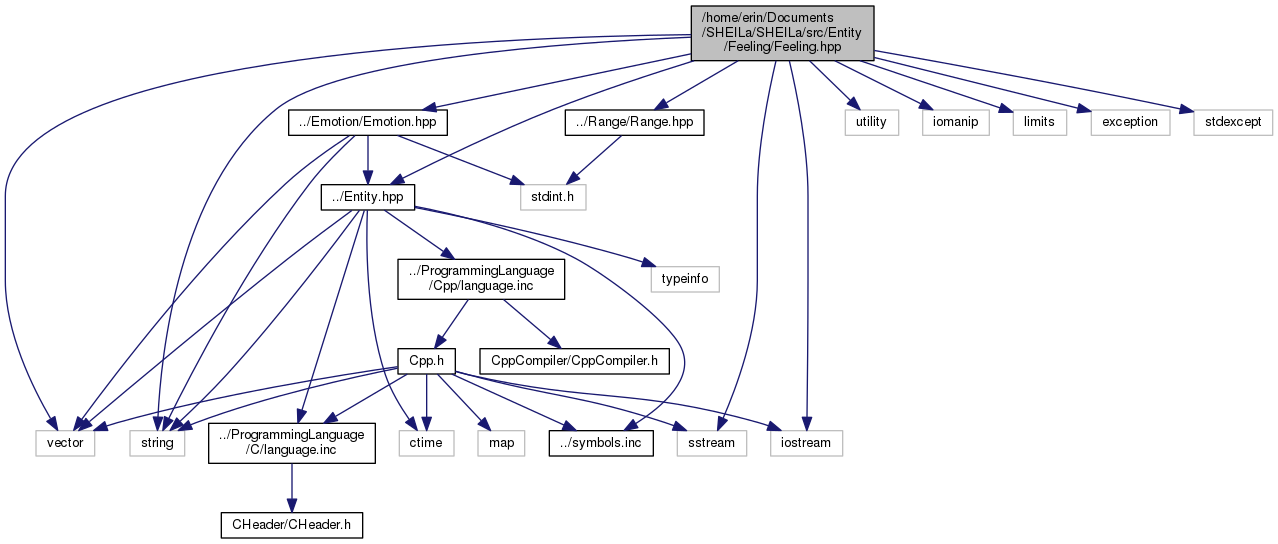 /home/erin/Documents
/SHEILa/SHEILa/src/Entity
/Feeling/Feeling.hpp
../Emotion/Emotion.hpp
../Range/Range.hpp
utility
iomanip
limits
exception
stdexcept
../Entity.hpp
stdint.h
../ProgrammingLanguage
/Cpp/language.inc
typeinfo
Cpp.h
CppCompiler/CppCompiler.h
vector
string
../ProgrammingLanguage
/C/language.inc
ctime
map
../symbols.inc
sstream
iostream
CHeader/CHeader.h